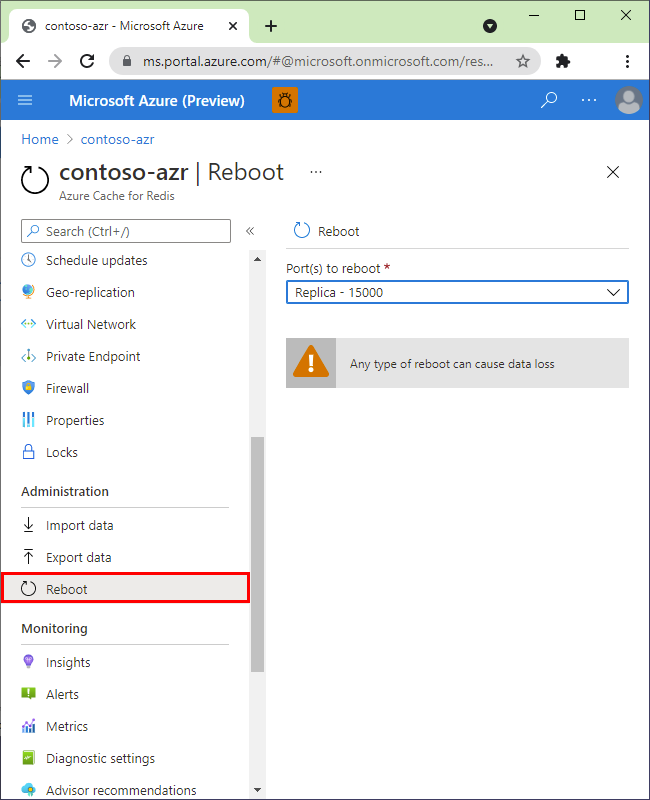 contoso-azr - Microsoft Azure
ms.portal.azure.com/#@microsoft.onmicrosoft.com/res...
Microsoft Azure (Preview)
Home > contoso-azr
contoso-azr | Reboot ...
Azure Cache for Redis
Search (Ctrl+/)
Schedule updates
Geo-replication
Virtual Network
Private Endpoint
Firewall
Properties
Locks
Administration
Import data
Export data
Reboot
Monitoring
Insights
Alerts
Metrics
Diagnostic settings
Advisor recommendations
Reboot
Port(s) to reboot *
Replica - 15000
Any type of reboot can cause data loss